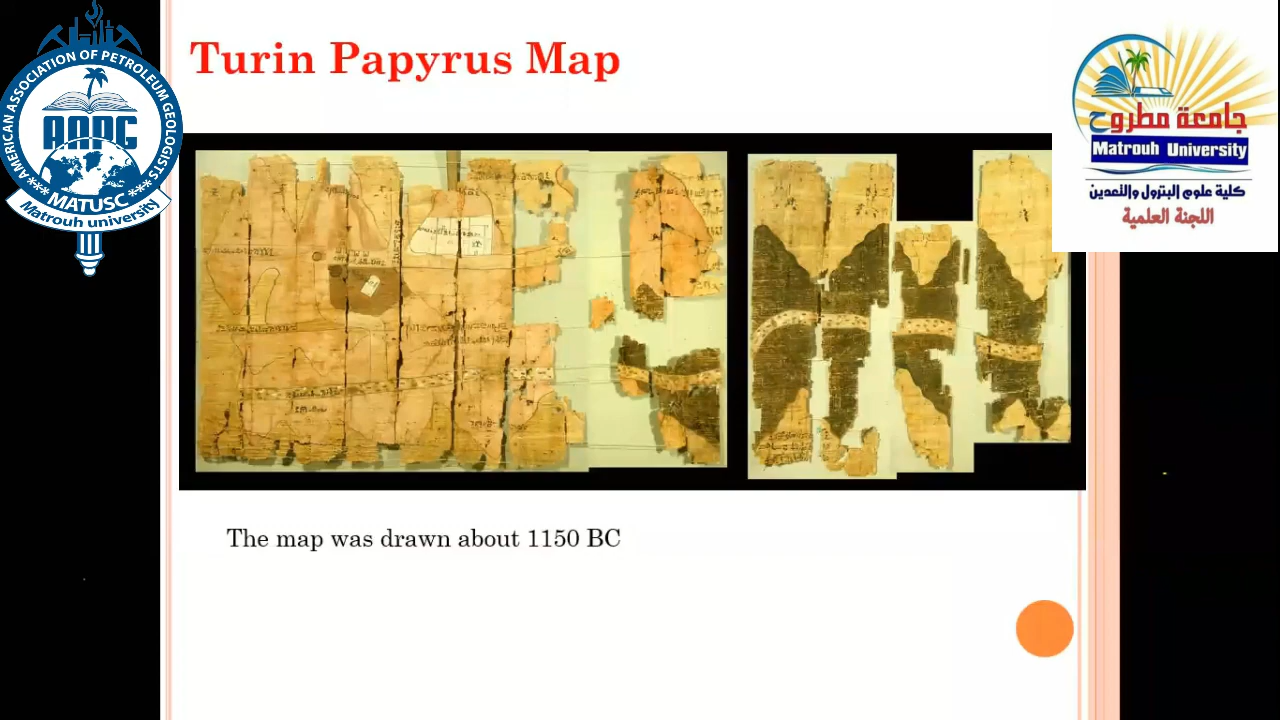 Turin Papyrus Map
AMERICAN ASSOCIATION OF PETROLEUM GEOLOGISTS
AAPG
*** MATUSC ***
Matrouh university
جامعة مطروح
Matrouh University
كلية علوم البترول والتعدين
اللجنة العلمية
The map was drawn about 1150 BC